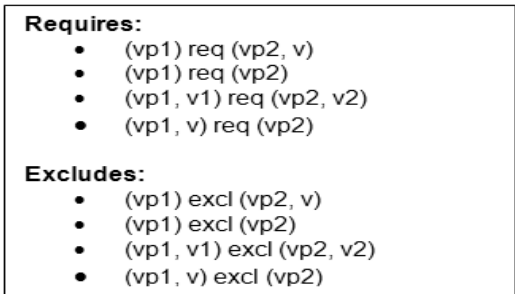 Requires:
• (vp1) req (vp2, v)
• (vp1) req (vp2)
• (vp1, v1) req (vp2, v2)
• (vp1, v) req (vp2)
Excludes:
• (vp1) excl (vp2, v)
• (vp1) excl (vp2)
• (vp1, v1) excl (vp2, v2)
• (vp1, v) excl (vp2)